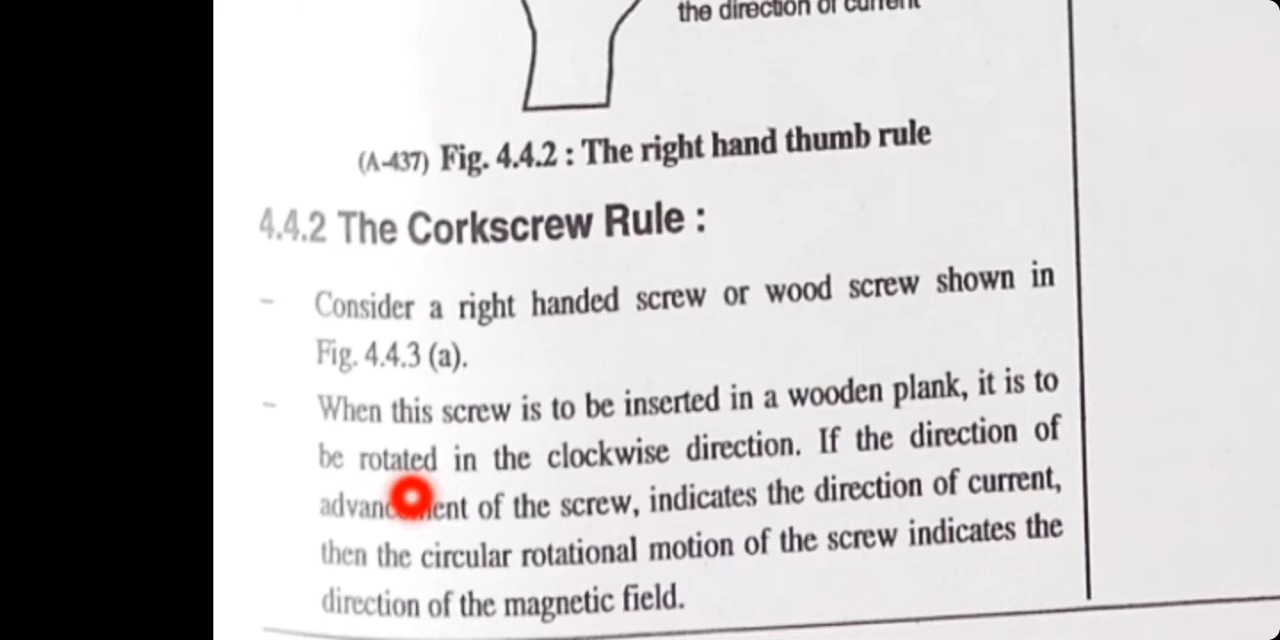 the direction of current
(A-437) Fig. 4.4.2 : The right hand thumb rule
4.4.2 The Corkscrew Rule :
– Consider a right handed screw or wood screw shown in
Fig. 4.4.3 (a).
– When this screw is to be inserted in a wooden plank, it is to
be rotated in the clockwise direction. If the direction of
of the screw, indicates the direction of current,
then the circular rotational motion of the screw indicates the
direction of the magnetic field.